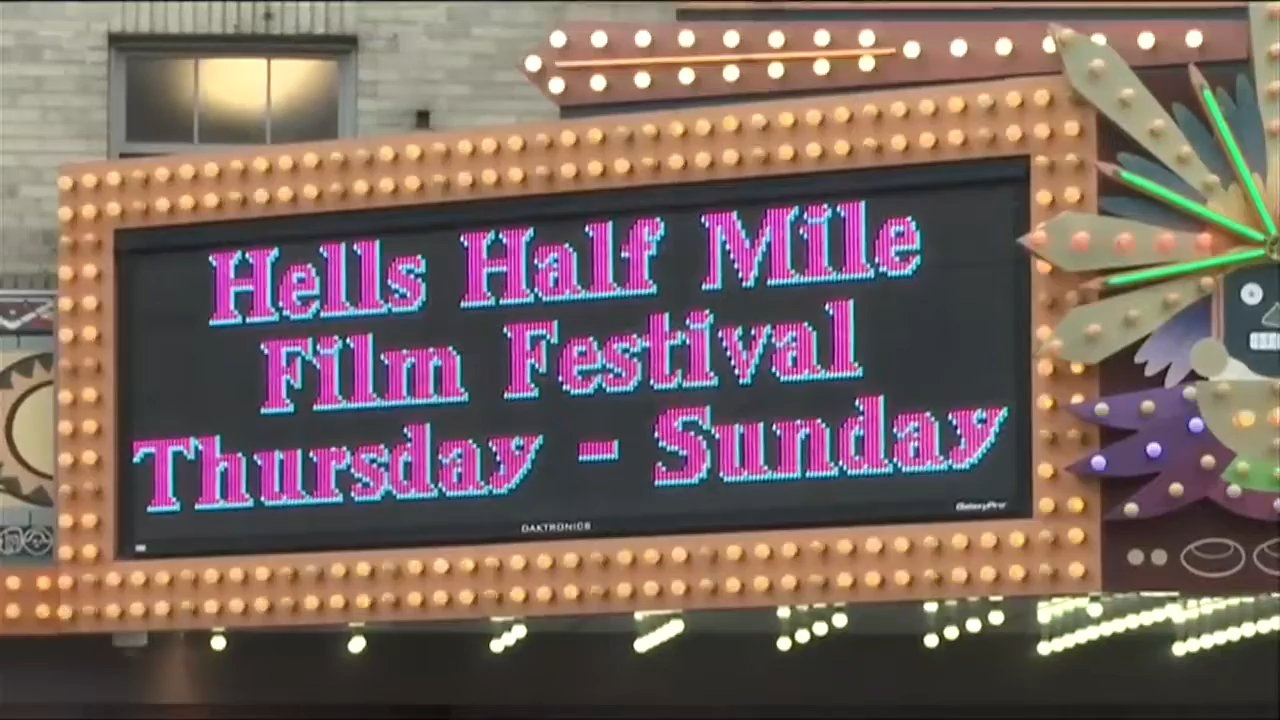 Hells Half Mile
Film Festival
Thursday - Sunday
DAKTRONICS
GalaxyPro